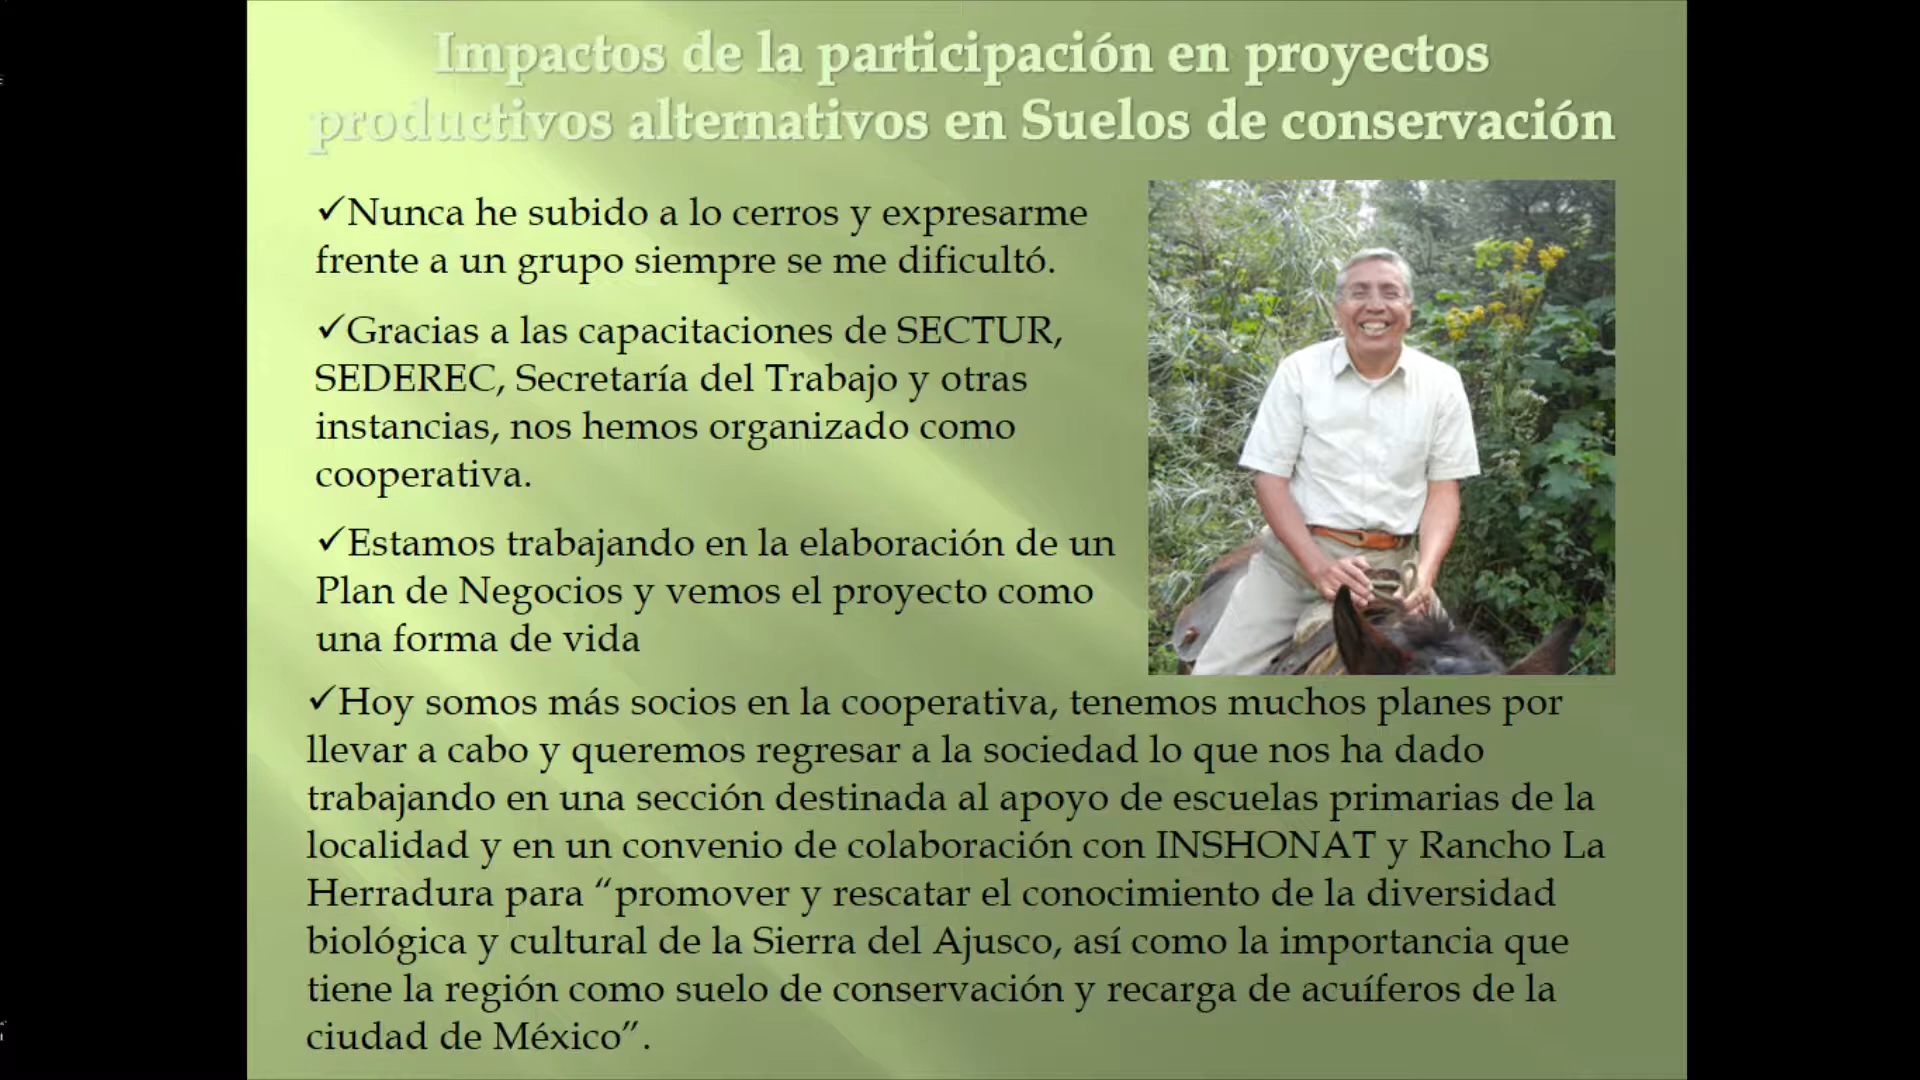 Impactos de la participación en proyectos
productivos alternativos en Suelos de conservación
✓Nunca he subido a lo cerros y expresarme
frente a un grupo siempre se me dificultó.
✓Gracias a las capacitaciones de SECTUR,
SEDEREC, Secretaría del Trabajo y otras
instancias, nos hemos organizado como
cooperativa.
✓Estamos trabajando en la elaboración de un
Plan de Negocios y vemos el proyecto como
una forma de vida
✓Hoy somos más socios en la cooperativa, tenemos muchos planes por
llevar a cabo y queremos regresar a la sociedad lo que nos ha dado
trabajando en una sección destinada al apoyo de escuelas primarias de la
localidad y en un convenio de colaboración con INSHONAT y Rancho La
Herradura para “promover y rescatar el conocimiento de la diversidad
biológica y cultural de la Sierra del Ajusco, así como la importancia que
tiene la región como suelo de conservación y recarga de acuíferos de la
ciudad de México”.